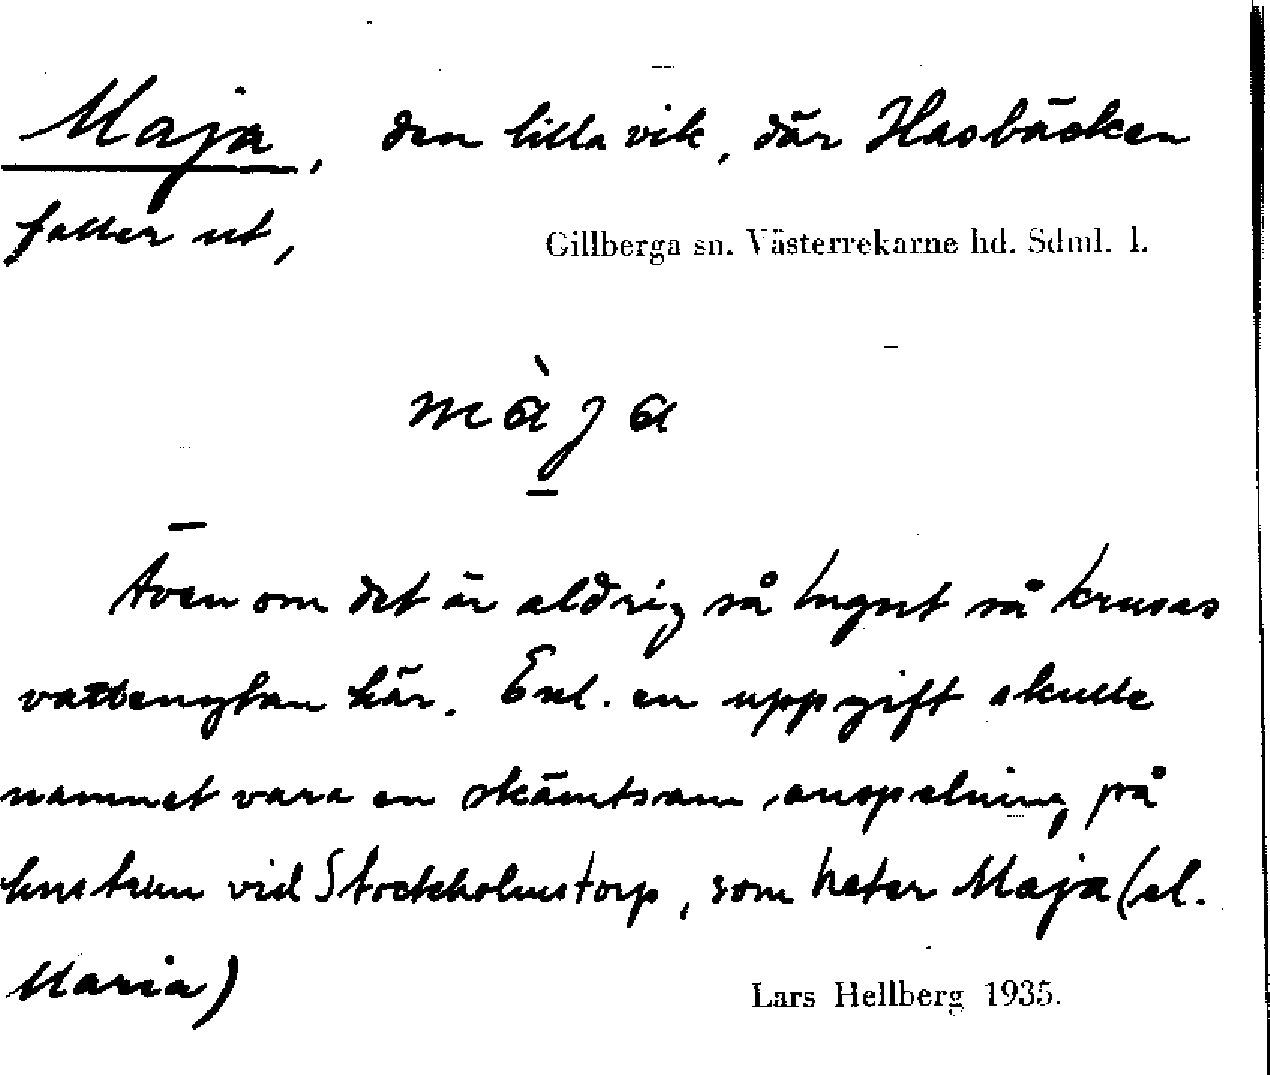 Maja, den lilla vik, där Hasbäcken
faller ut,
Gillberga sn. Västerrekarne hd. Sdml. l.
màja
Även om det är aldrig så lugnt så krusas
vattenytan här. Enl. en uppgift skulle
namnet vara en skämtsam anspelning på
hustrun vid Stockholmstorp, som heter Maja (el.
Maria)
Lars Hellberg 1935.